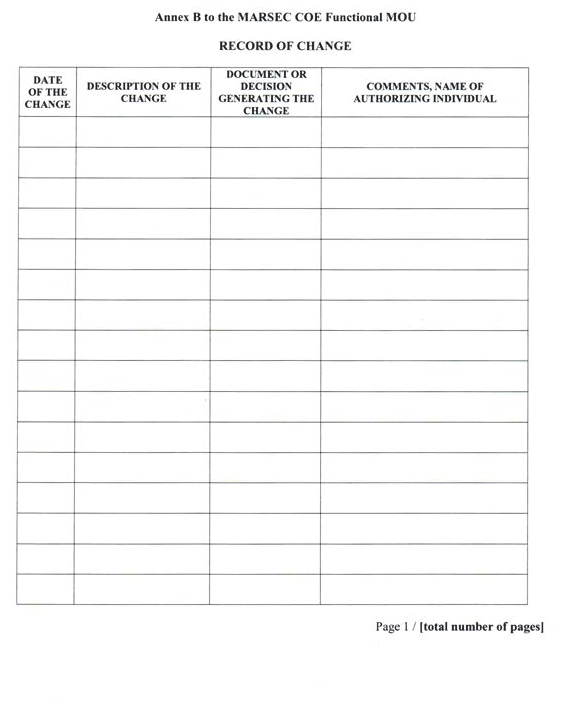 Annex B to the MARSEC COE Functional MOU
RECORD OF CHANGE
DATE
OF THE
CHANGE
DESCRIPTION OF THE
CHANGE
DOCUMENT OR
DECISION
GENERATING THE
CHANGE
COMMENTS, NAME OF
AUTHORIZING INDIVIDUAL
Page 1 / [total number of pages]